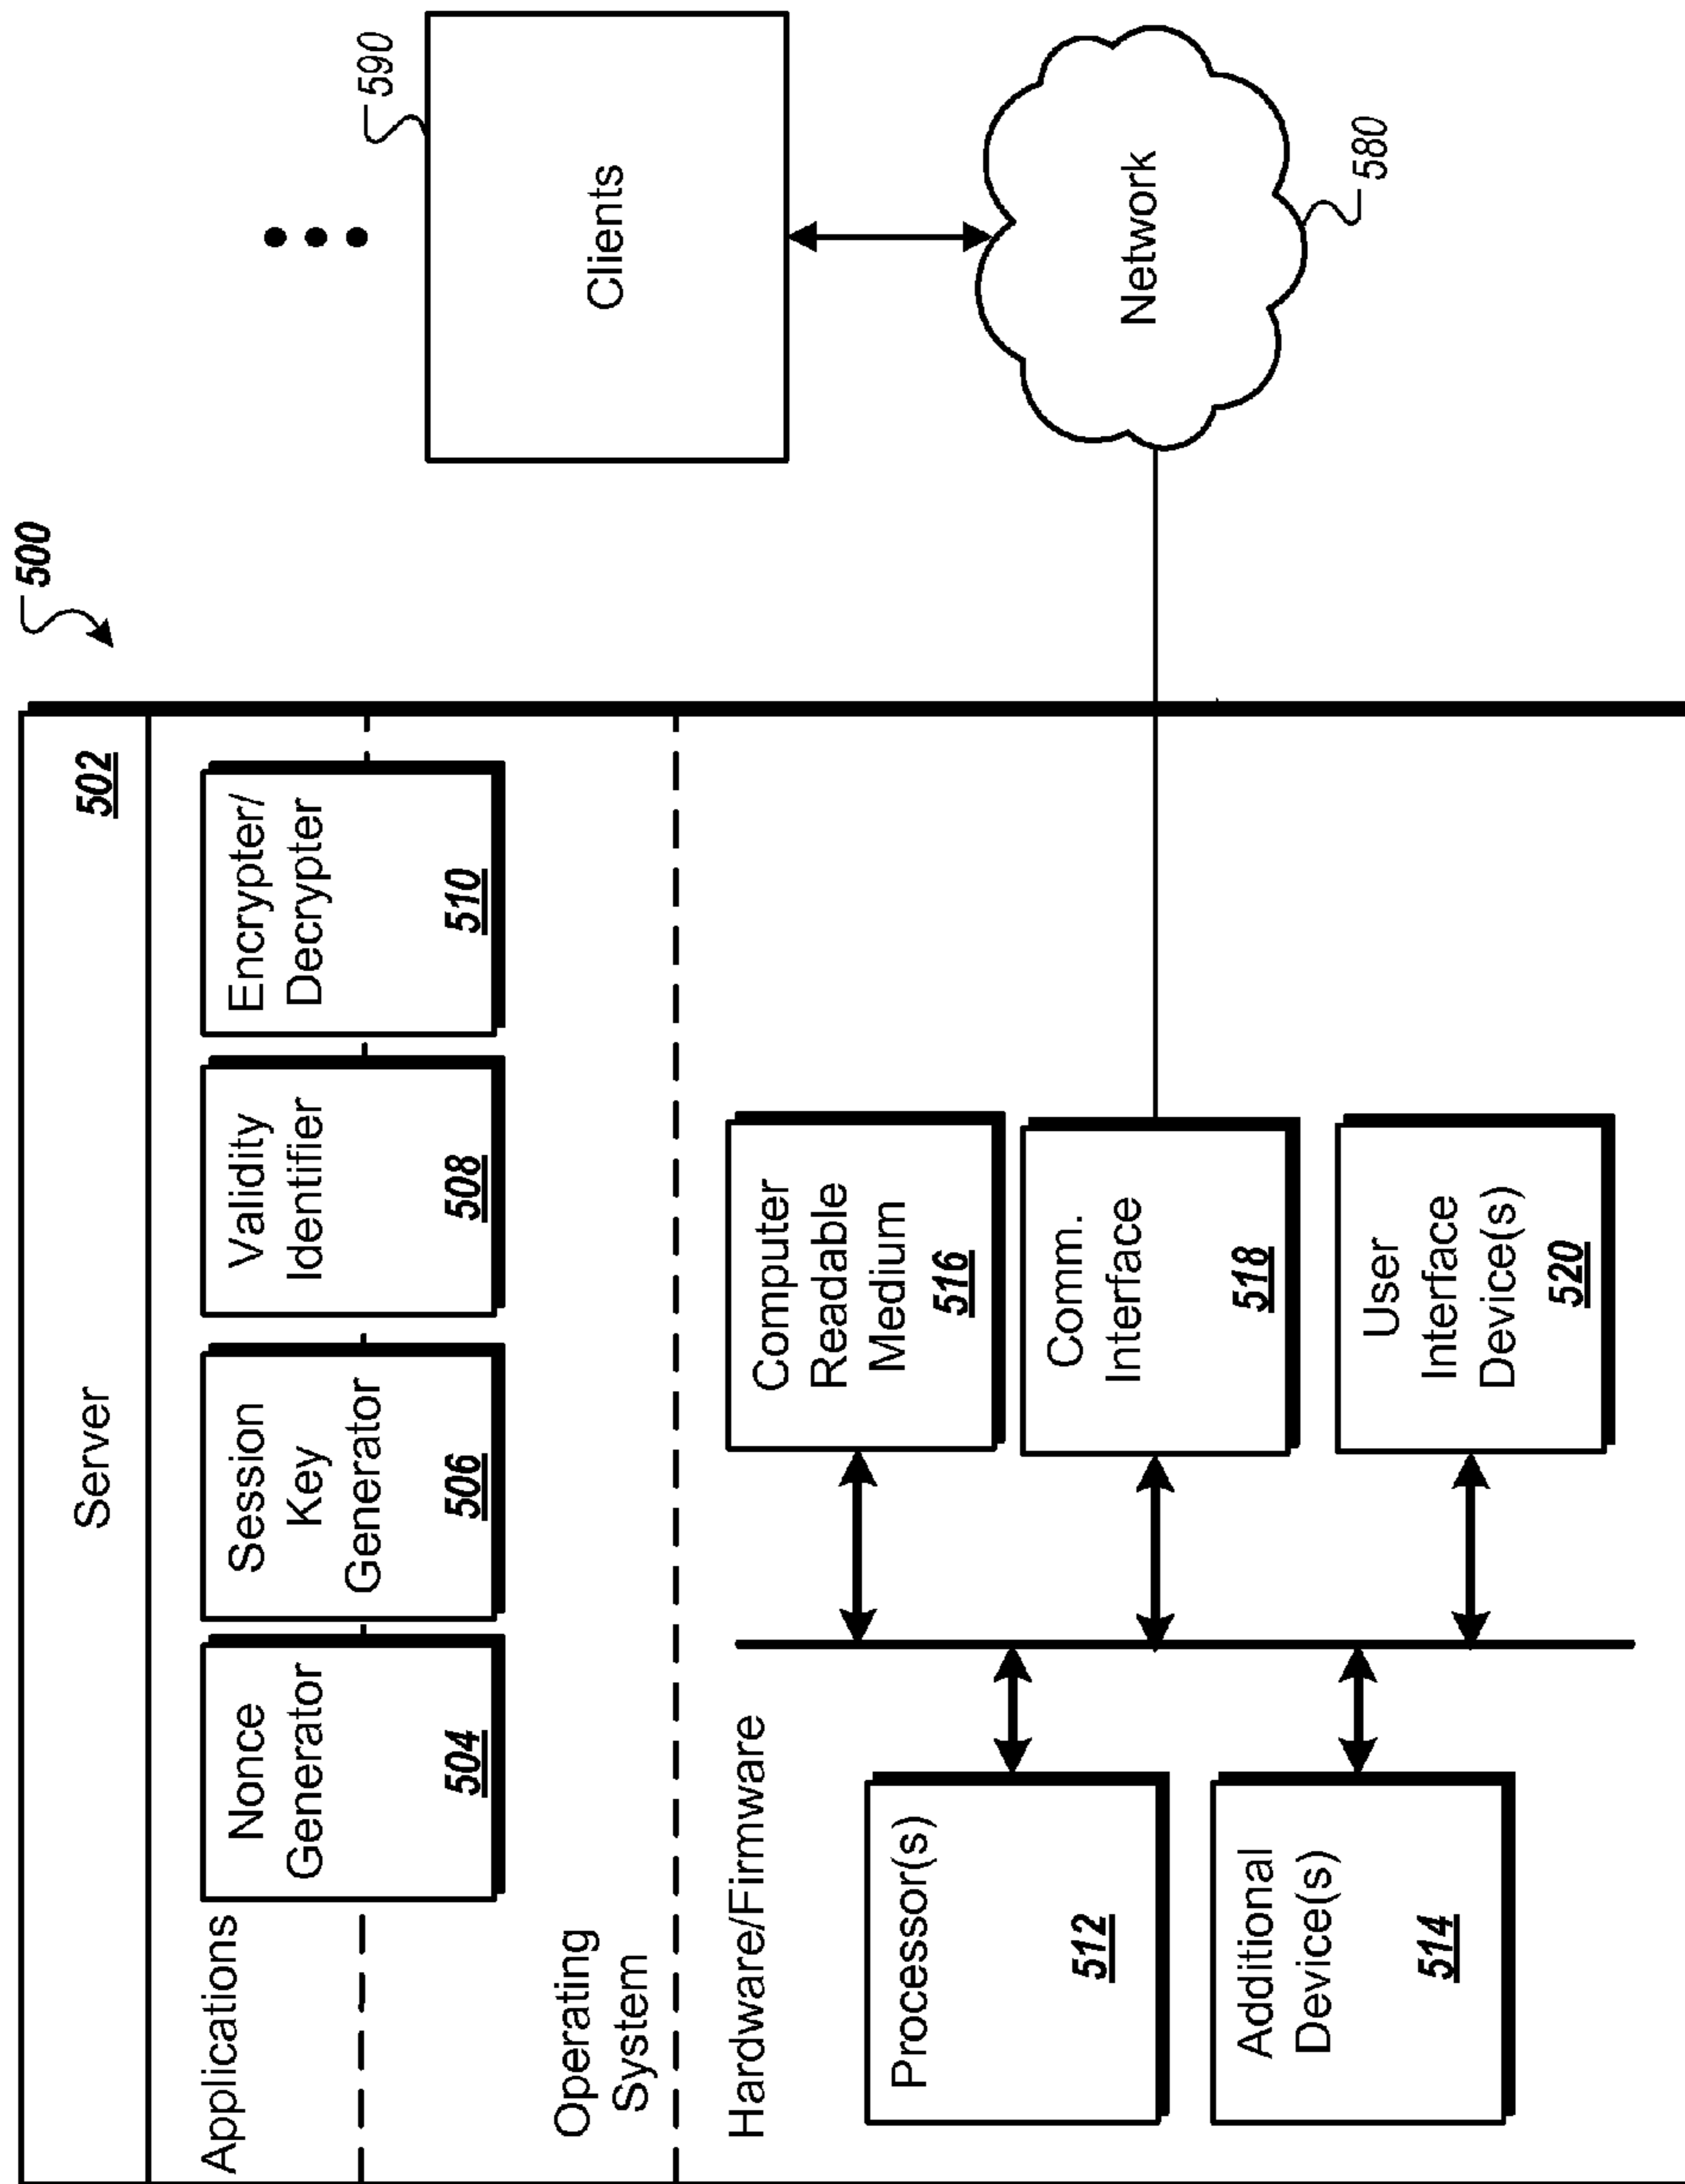 500
Server
502
Applications
Nonce
Generator
504
Session
Key
Generator
506
Validity
Identifier
508
Encrypter/
Decrypter
510
Operating
System
Hardware/Firmware
Processor(s)
512
Additional
Device(s)
514
Computer
Readable
Medium
516
Comm.
Interface
518
User
Interface
Device(s)
520
Clients
590
Network
580